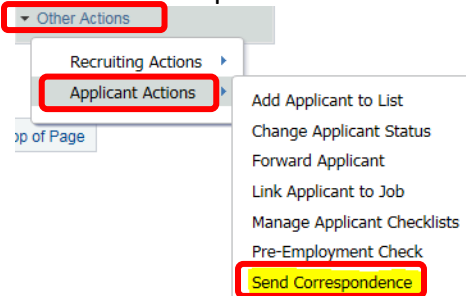 Other Actions
Recruiting Actions
Applicant Actions
op of Page
Add Applicant to List
Change Applicant Status
Forward Applicant
Link Applicant to Job
Manage Applicant Checklists
Pre-Employment Check
Send Correspondence